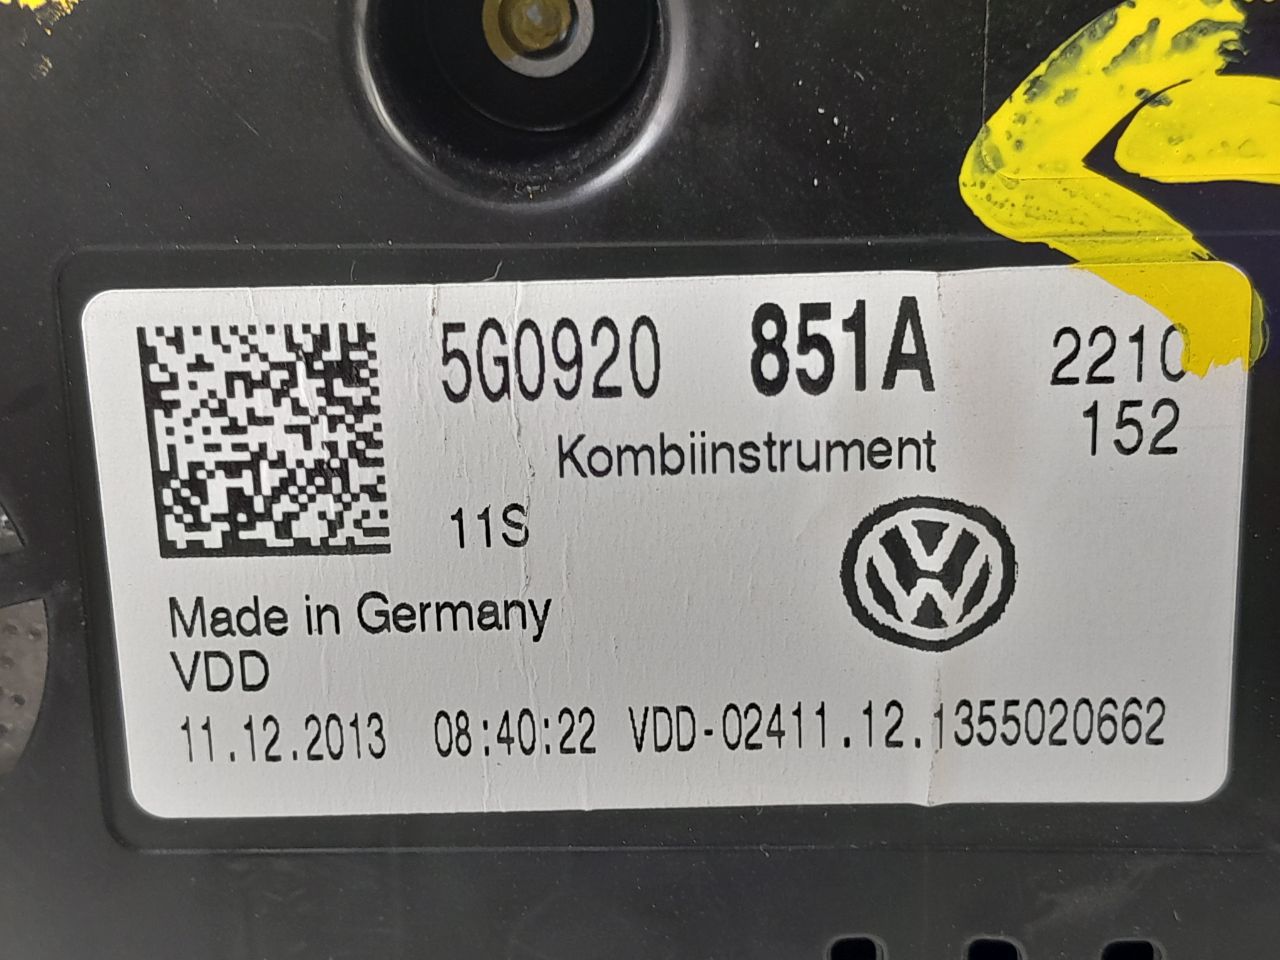 5G0920 851A 2210
152
Kombiinstrument
11S
Made in Germany
VDD
11.12.2013 08:40:22 VDD-02411.12.1355020662